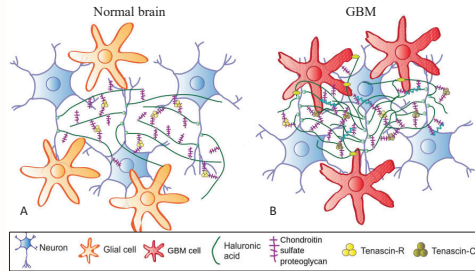 Normal brain
GBM
A
B
Neuron
Glial cell
GBM cell
Haluronic
acid
Chondroitin
sulfate
proteoglycan
Tenascin-R
Tenascin-C